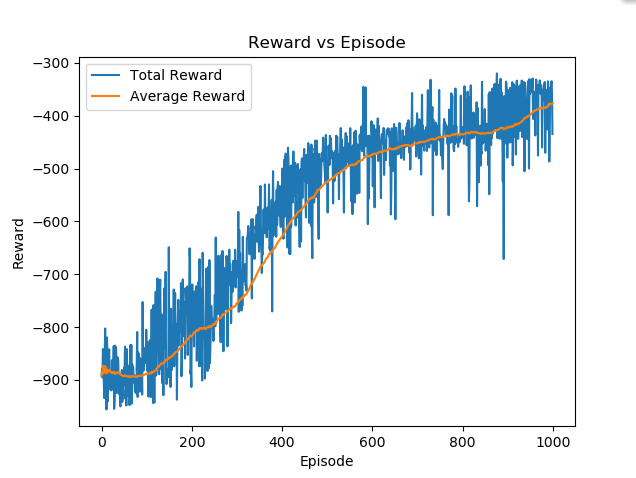 Reward vs Episode
Total Reward
Average Reward
−300
−400
−500
−600
−700
−800
−900
Reward
0 200 400 600 800 1000
Episode